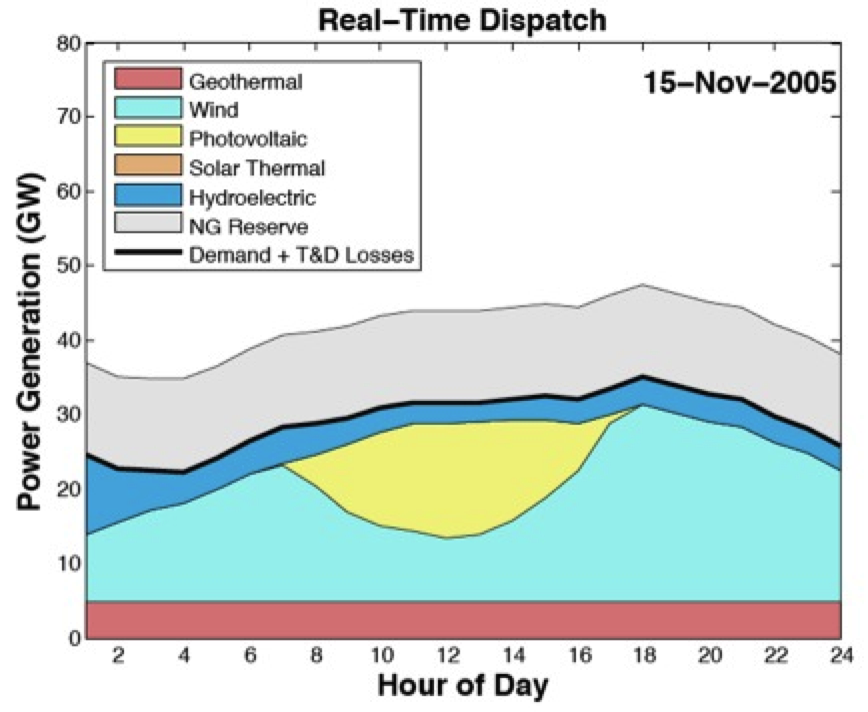 Real-Time Dispatch
15-Nov-2005
Geothermal
Wind
Photovoltaic
Solar Thermal
Hydroelectric
NG Reserve
Demand + T&D Losses
Power Generation (GW)
80
70
60
50
40
30
20
10
0
2 4 6 8 10 12 14 16 18 20 22 24
Hour of Day